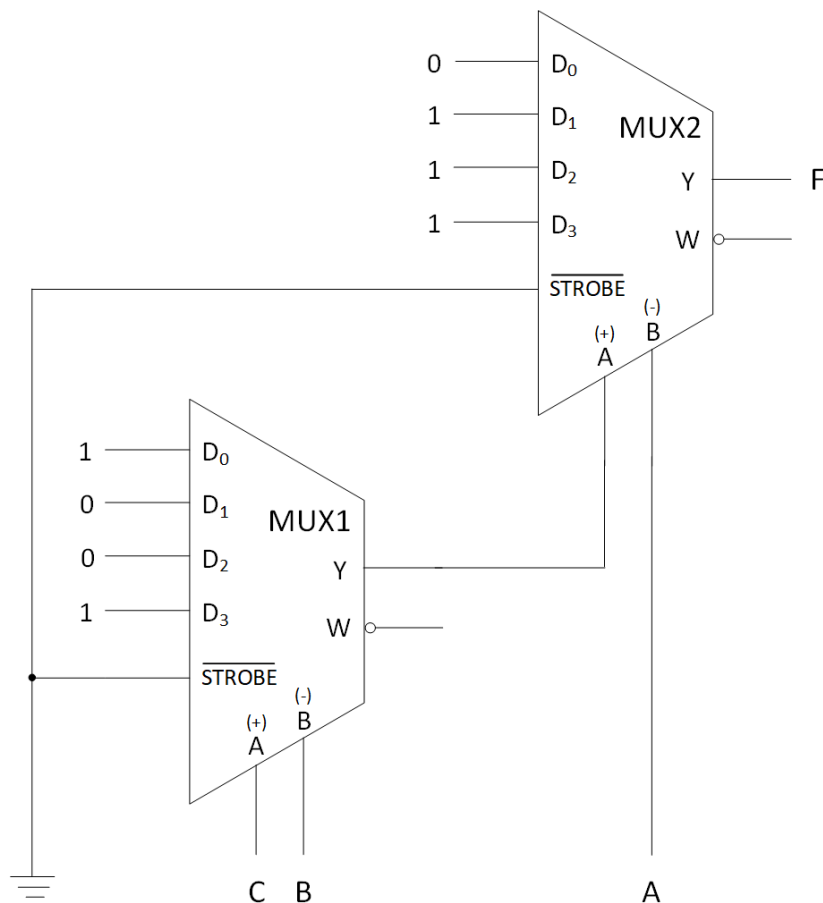 0 D₀
1 D₁ MUX2
1 D₂ Y F
1 D₃ W
STROBE
(+) (-)
A B
1 D₀
0 D₁ MUX1
0 D₂ Y
1 D₃ W
STROBE
(+) (-)
A B
C B A